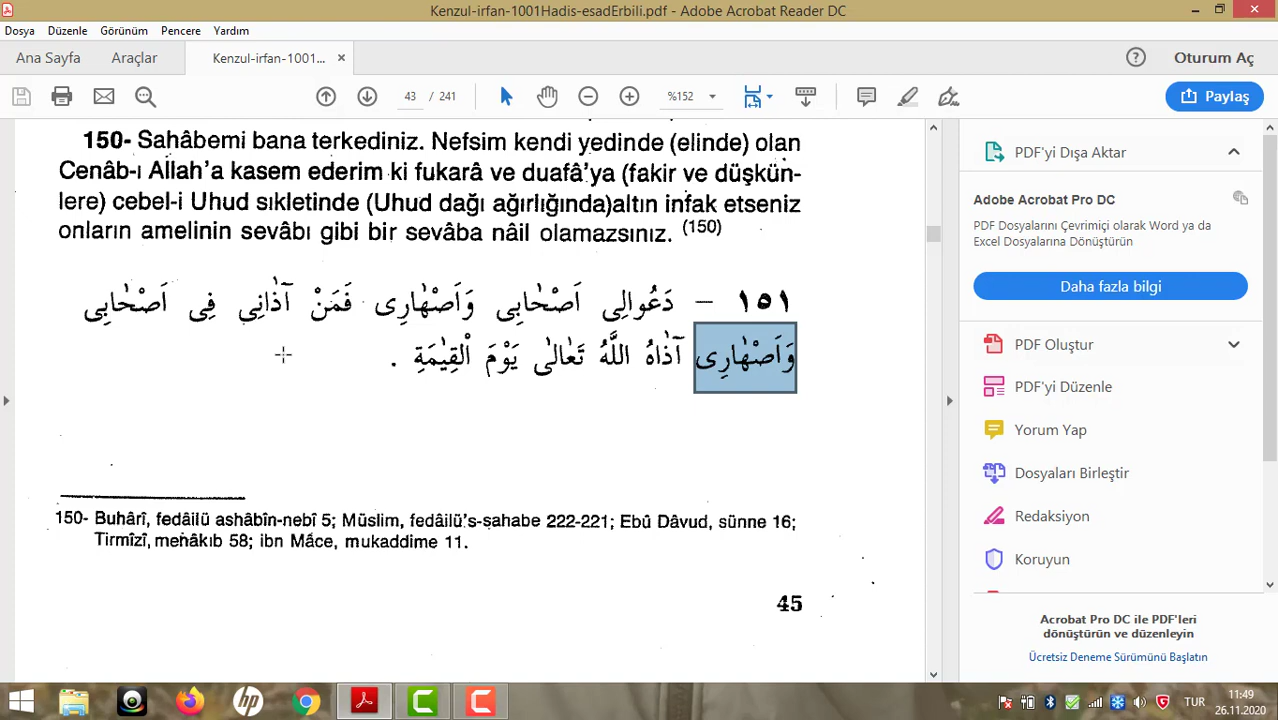 Kenzul-irfan-1001Hadis-esadErbili.pdf - Adobe Acrobat Reader DC
Dosya Düzenle Görünüm Pencere Yardım
Ana Sayfa Araçlar Kenzul-irfan-1001... × Oturum Aç
43 / 241 %152 Paylaş
150- Sahâbemi bana terkediniz. Nefsim kendi yedinde (elinde) olan
Cenâb-ı Allah'a kasem ederim ki fukarâ ve duafâ'ya (fakir ve düşkün-
lere) cebel-i Uhud sıkletinde (Uhud dağı ağırlığında)altın infak etseniz
onların amelinin sevâbı gibi bir sevâba nâil olamazsınız. (150)
١٥١ – دَعُوالِى اَصْحٰابِى وَاَصْهٰارِى فَمَنْ آذٰانِى فِى اَصْحٰابِى
وَاَصْهٰارِى آذٰاهُ اللَّهُ تَعٰالىٰ يَوْمَ اْلقِيٰمَةِ .
150- Buhârî, fedâilü ashâbîn-nebî 5; Müslim, fedâilü's-sahabe 222-221; Ebû Dâvud, sünne 16;
Tirmîzî, menâkıb 58; ibn Mâce, mukaddime 11.
45
PDF'yi Dışa Aktar
Adobe Acrobat Pro DC
PDF Dosyalarını Çevrimiçi olarak Word ya da
Excel Dosyalarına Dönüştürün
Daha fazla bilgi
PDF Oluştur
PDF'yi Düzenle
Yorum Yap
Dosyaları Birleştir
Redaksiyon
Koruyun
Acrobat Pro DC ile PDF'leri
dönüştürün ve düzenleyin
Ücretsiz Deneme Sürümünü Başlatın
TUR 11:49
26.11.2020